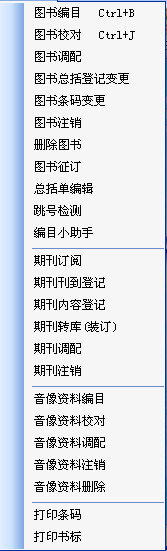 图书编目 Ctrl+B
图书校对 Ctrl+J
图书调配
图书总括登记变更
图书条码变更
图书注销
删除图书
图书征订
总括单编辑
跳号检测
编目小助手
期刊订阅
期刊刊到登记
期刊内容登记
期刊转库(装订)
期刊调配
期刊注销
音像资料编目
音像资料校对
音像资料调配
音像资料注销
音像资料删除
打印条码
打印书标